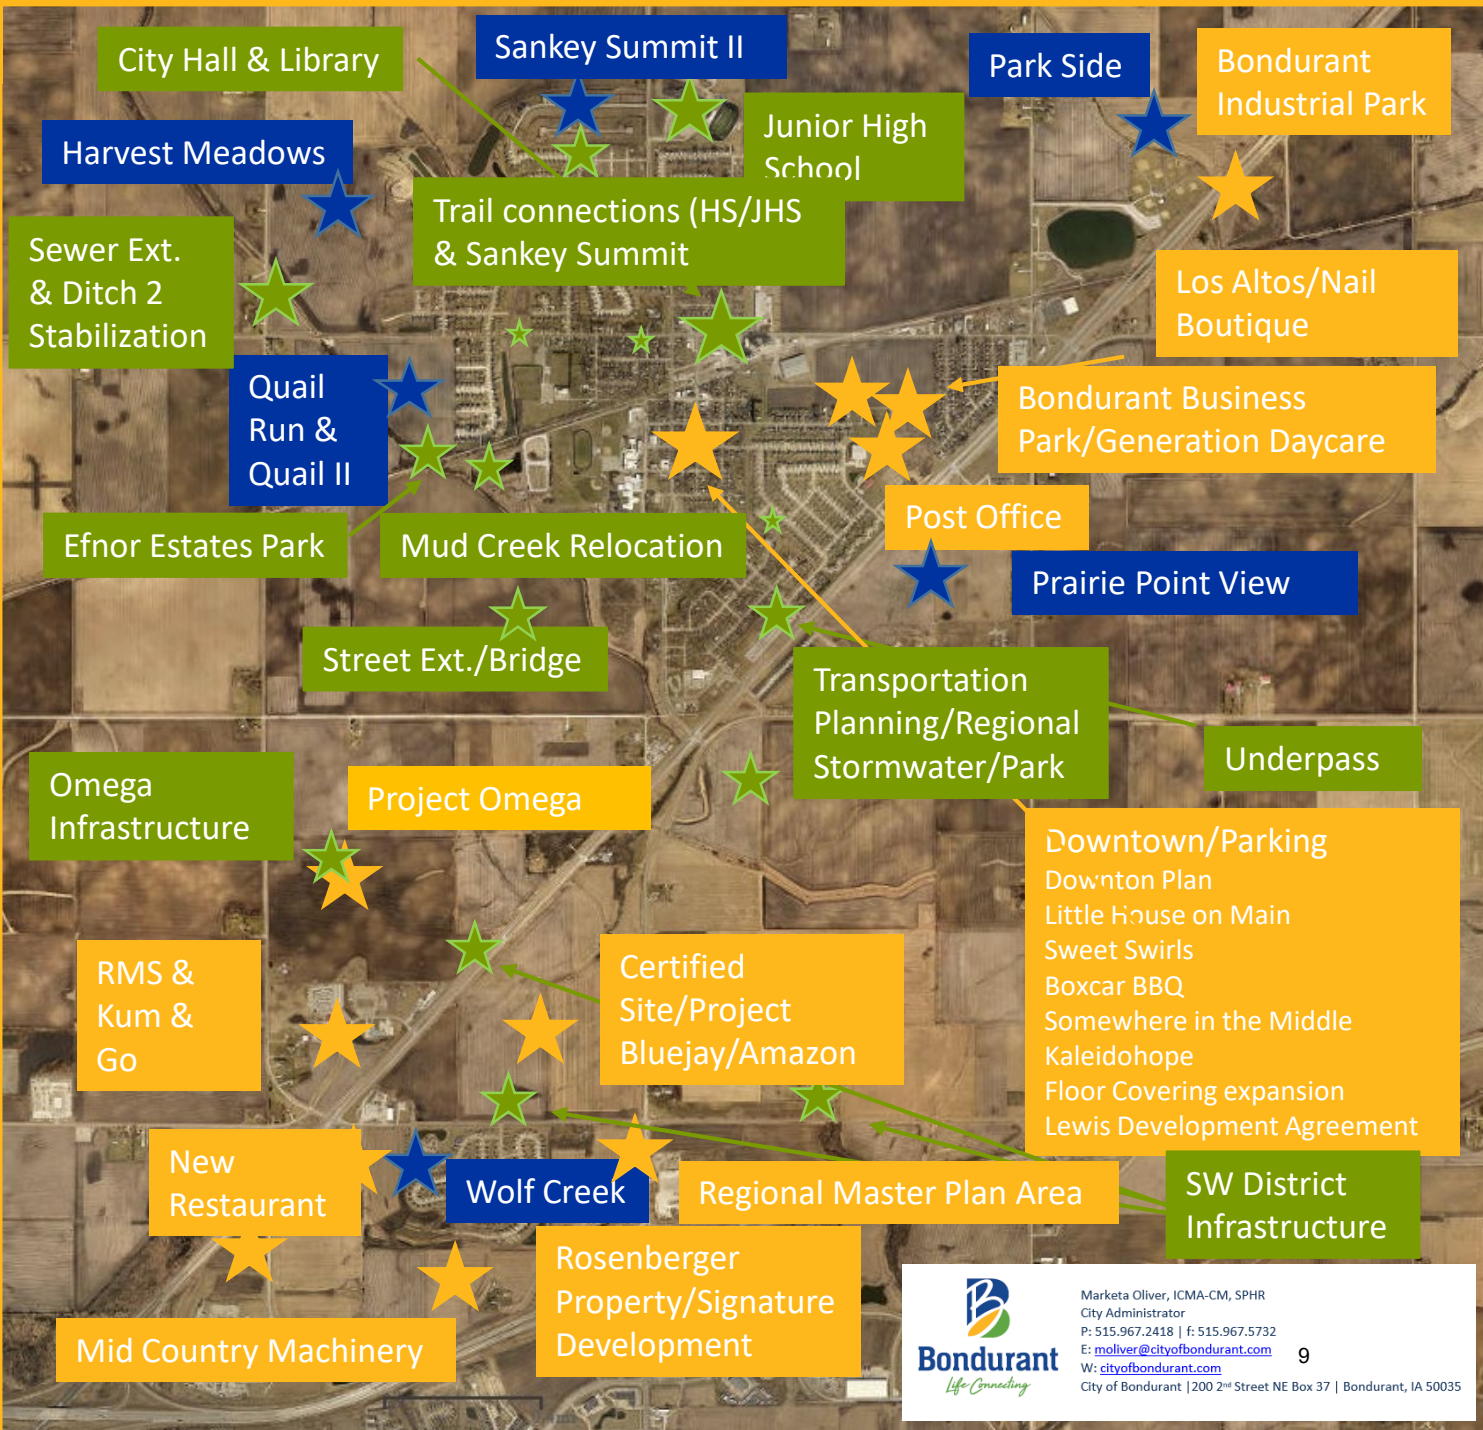 City Hall & Library
Sankey Summit II
Park Side
Bondurant
Industrial Park
Harvest Meadows
Junior High
School
Trail connections (HS/JHS
& Sankey Summit
Sewer Ext.
& Ditch 2
Stabilization
Los Altos/Nail
Boutique
Quail
Run &
Quail II
Bondurant Business
Park/Generation Daycare
Post Office
Efnor Estates Park
Mud Creek Relocation
Prairie Point View
Street Ext./Bridge
Transportation
Planning/Regional
Stormwater/Park
Underpass
Omega
Infrastructure
Project Omega
Downtown/Parking
Downton Plan
Little House on Main
Sweet Swirls
Boxcar BBQ
Somewhere in the Middle
Kaleidohope
Floor Covering expansion
Lewis Development Agreement
RMS &
Kum &
Go
Certified
Site/Project
Bluejay/Amazon
New
Restaurant
Wolf Creek
Regional Master Plan Area
SW District
Infrastructure
Rosenberger
Property/Signature
Development
Mid Country Machinery
Bondurant
Life Connecting
Marketa Oliver, ICMA-CM, SPHR
City Administrator
P: 515.967.2418 | f: 515.967.5732
E: moliver@cityofbondurant.com
9
W: cityofbondurant.com
City of Bondurant |200 2nd Street NE Box 37 | Bondurant, IA 50035